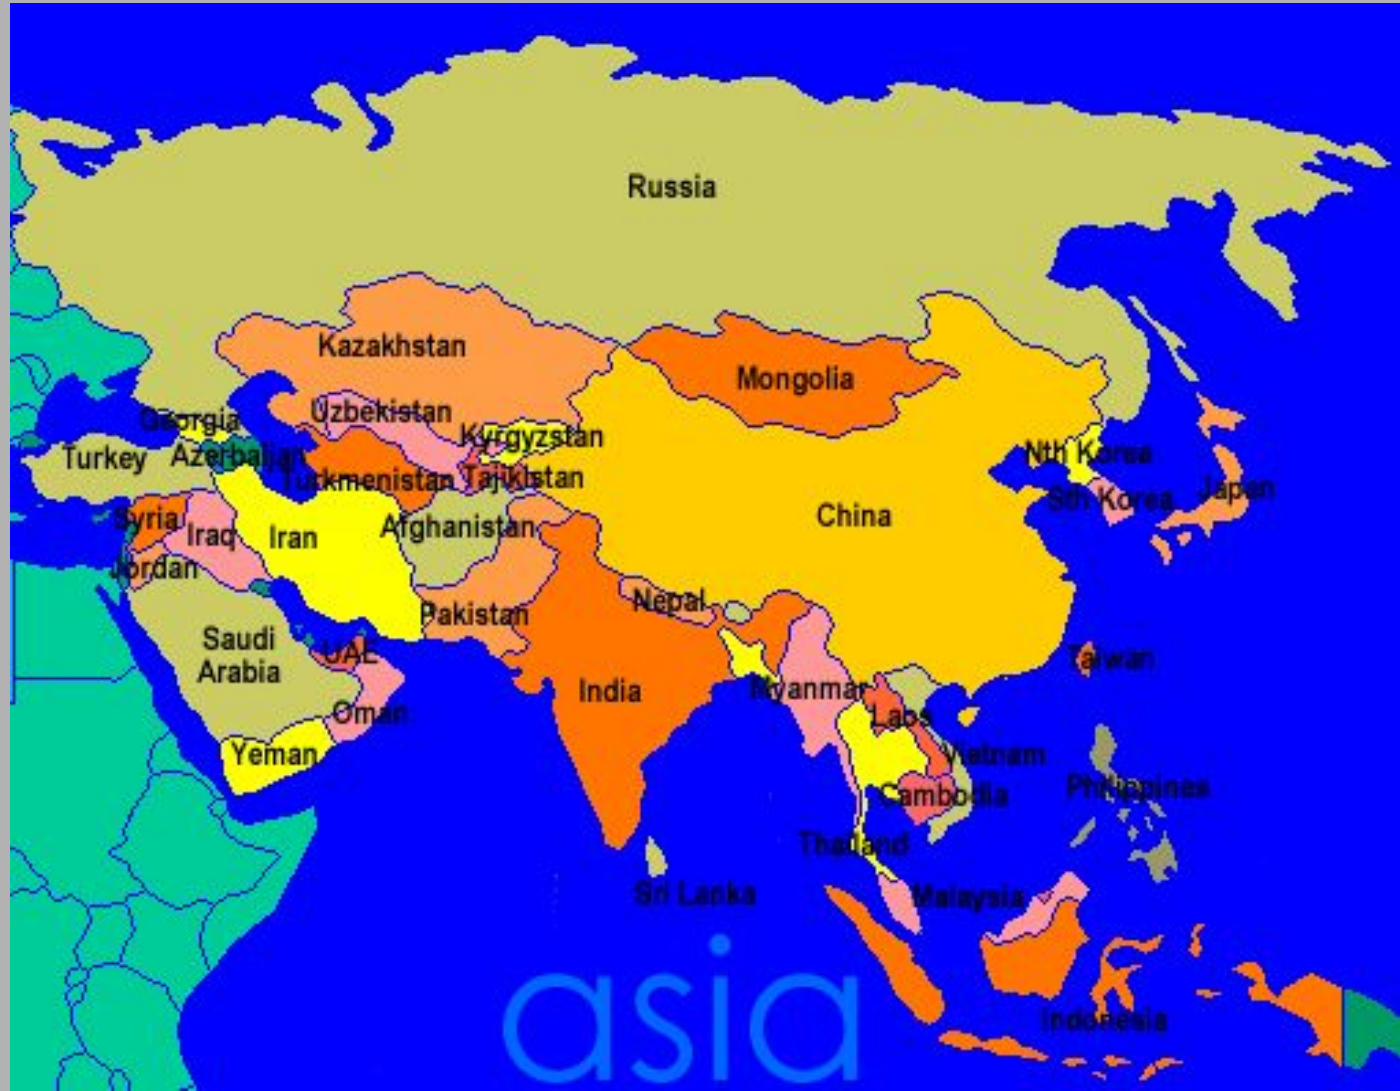 Russia
Kazakhstan
Mongolia
Uzbekistan
Georgia
Kyrgyzstan
Nth Korea
Turkey
Azerbaijan
Turkmenistan
Tajikistan
Sth Korea
Japan
Syria
Iraq
Iran
Afghanistan
China
Jordan
Nepal
Pakistan
Saudi
Arabia
UAE
Taiwan
India
Myanmar
Oman
Laos
Yeman
Vietnam
Philippines
Cambodia
Thailand
Sri Lanka
Malaysia
Indonesia
asia